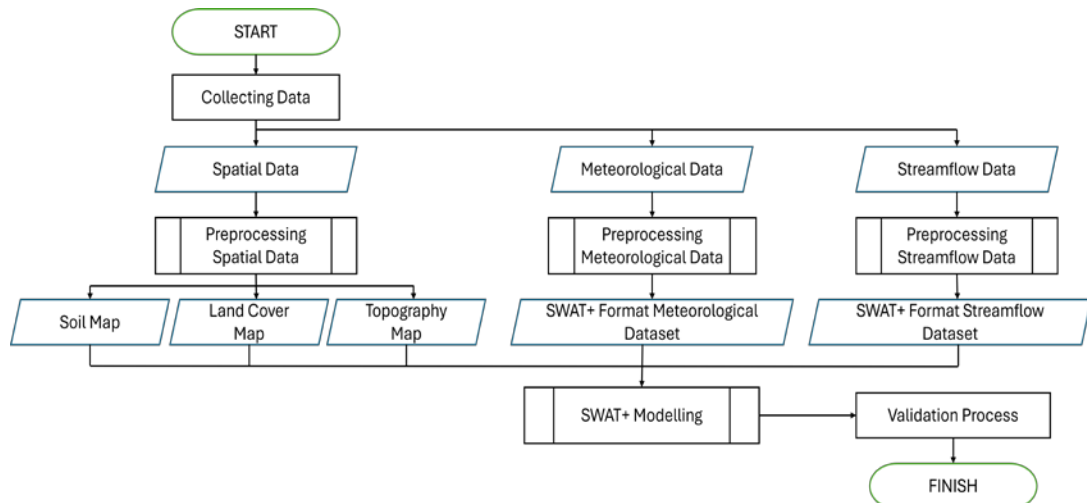 START
Collecting Data
Spatial Data
Meteorological Data
Streamflow Data
Preprocessing
Spatial Data
Preprocessing
Meteorological Data
Preprocessing
Streamflow Data
Soil Map
Land Cover
Map
Topography
Map
SWAT+ Format Meteorological
Dataset
SWAT+ Format Streamflow
Dataset
SWAT+ Modelling
Validation Process
FINISH